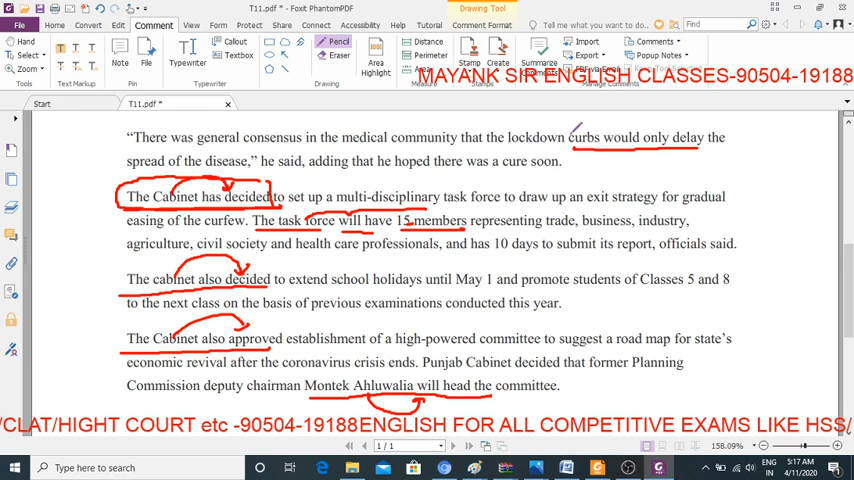 T11.pdf * - Foxit PhantomPDF
Drawing Tool
File Home Convert Edit Organize Comment View Form Protect Share Connect Accessibility Help Tutorial Comment Format Tell me what you want to do... Find
Hand
Select
Zoom
Text Markup
Note
File
Typewriter
Callout
Textbox
Pencil
Eraser
Area Highlight
Distance
Perimeter
Area
Stamp
Create
Summarize Comments
Import
Export
FDF via Email
Comments
Manage Comments
MAYANK SIR ENGLISH CLASSES-90504-19188
Start
T11.pdf *
“There was general consensus in the medical community that the lockdown curbs would only delay the
spread of the disease,” he said, adding that he hoped there was a cure soon.
The Cabinet has decided to set up a multi-disciplinary task force to draw up an exit strategy for gradual
easing of the curfew. The task force will have 15 members representing trade, business, industry,
agriculture, civil society and health care professionals, and has 10 days to submit its report, officials said.
The cabinet also decided to extend school holidays until May 1 and promote students of Classes 5 and 8
to the next class on the basis of previous examinations conducted this year.
The Cabinet also approved establishment of a high-powered committee to suggest a road map for state’s
economic revival after the coronavirus crisis ends. Punjab Cabinet decided that former Planning
Commission deputy chairman Montek Ahluwalia will head the committee.
/CLAT/HIGHT COURT etc -90504-19188ENGLISH FOR ALL COMPETITIVE EXAMS LIKE HSS/
1 / 1
158.09%
Type here to search
ENG
IN
5:17 AM
4/11/2020